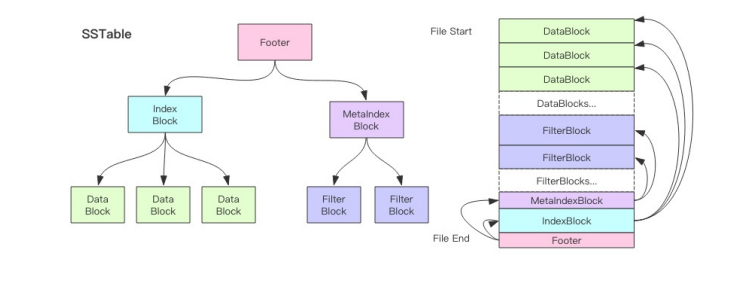 SSTable
Footer
Index
Block
MetaIndex
Block
Data
Block
Data
Block
Data
Block
Filter
Block
Filter
Block
File Start
DataBlock
DataBlock
DataBlock
DataBlocks...
FilterBlock
FilterBlock
FilterBlocks...
MetaIndexBlock
IndexBlock
File End
Footer